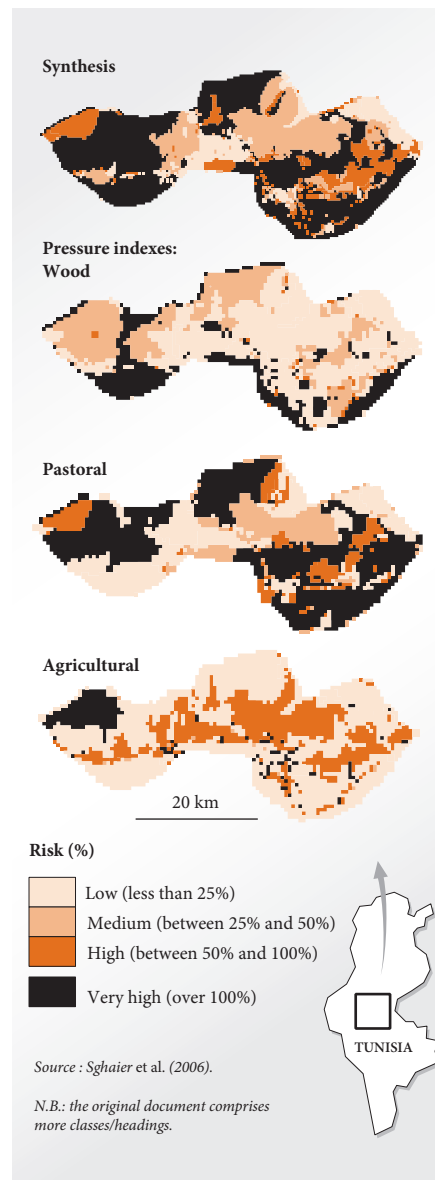 Synthesis
Pressure indexes:
Wood
Pastoral
Agricultural
20 km
Risk (%)
Low (less than 25%)
Medium (between 25% and 50%)
High (between 50% and 100%)
Very high (over 100%)
TUNISIA
Source : Sghaier et al. (2006).
N.B.: the original document comprises
more classes/headings.